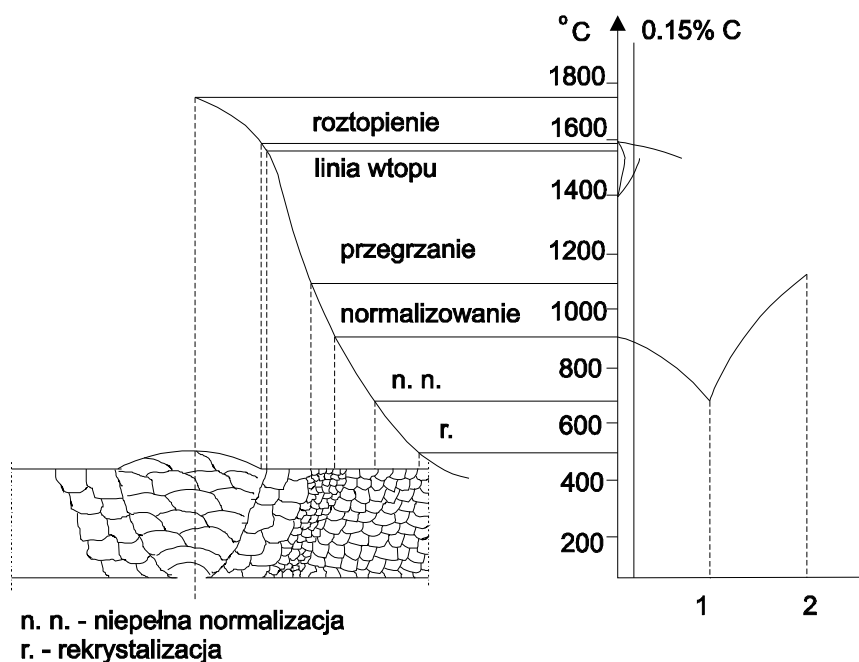 °C
0.15% C
1800
roztopienie
1600
linia wtopu
1400
przegrzanie
1200
normalizowanie
1000
n. n.
800
r.
600
400
200
1 2
n. n. - niepełna normalizacja
r. - rekrystalizacja